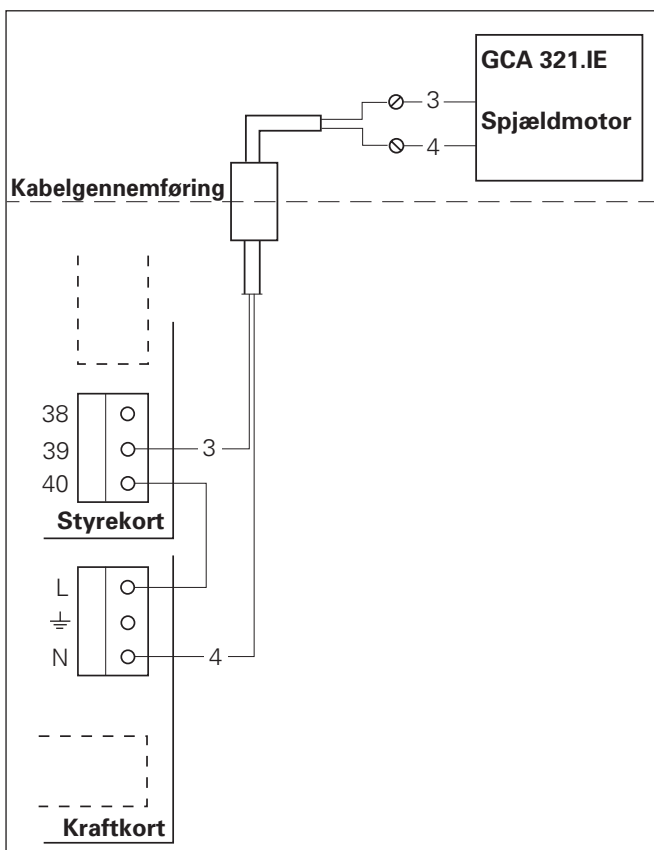 GCA 321.IE
3
Spjældmotor
4
Kabelgennemføring
38
39
3
40
Styrekort
L
N
4
Kraftkort